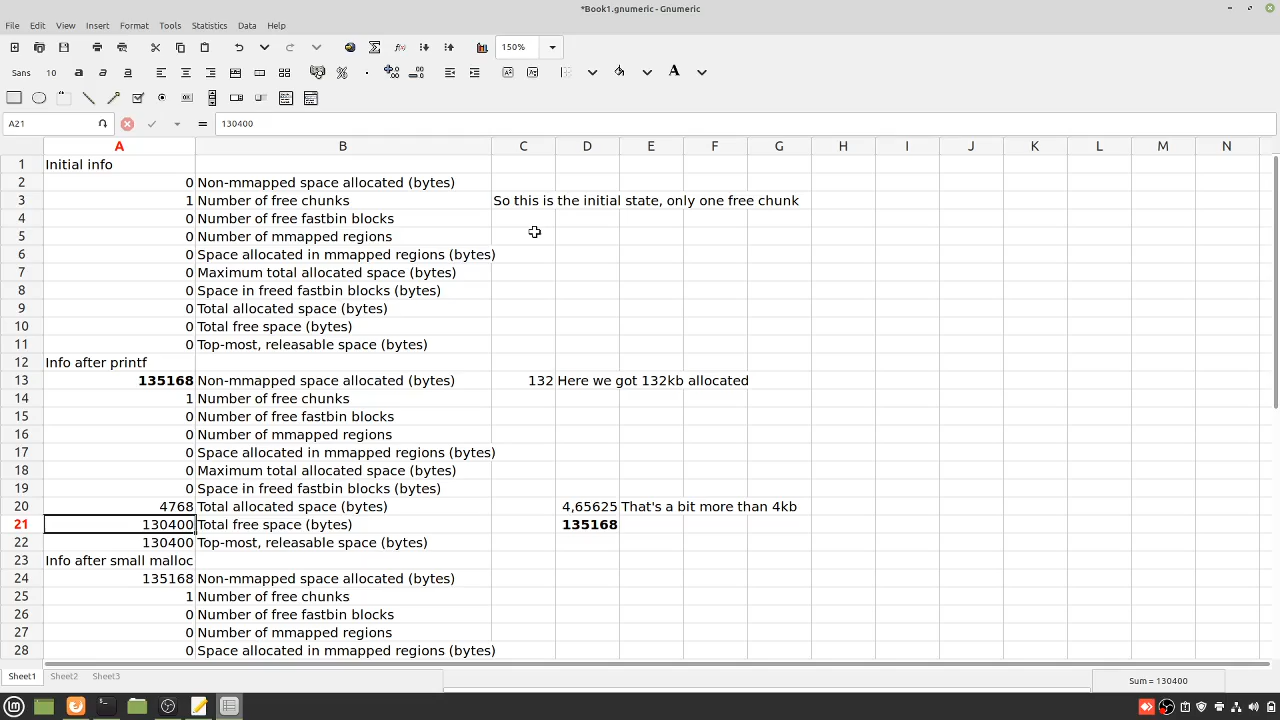 *Book1.gnumeric - Gnumeric
File Edit View Insert Format Tools Statistics Data Help
150%
Sans 10 a a a A
A21 = 130400
A B C D E F G H I J K L M N
1 Initial info
2 0 Non-mmapped space allocated (bytes)
3 1 Number of free chunks So this is the initial state, only one free chunk
4 0 Number of free fastbin blocks
5 0 Number of mmapped regions
6 0 Space allocated in mmapped regions (bytes)
7 0 Maximum total allocated space (bytes)
8 0 Space in freed fastbin blocks (bytes)
9 0 Total allocated space (bytes)
10 0 Total free space (bytes)
11 0 Top-most, releasable space (bytes)
12 Info after printf
13 135168 Non-mmapped space allocated (bytes) 132 Here we got 132kb allocated
14 1 Number of free chunks
15 0 Number of free fastbin blocks
16 0 Number of mmapped regions
17 0 Space allocated in mmapped regions (bytes)
18 0 Maximum total allocated space (bytes)
19 0 Space in freed fastbin blocks (bytes)
20 4768 Total allocated space (bytes) 4,65625 That's a bit more than 4kb
21 130400 Total free space (bytes) 135168
22 130400 Top-most, releasable space (bytes)
23 Info after small malloc
24 135168 Non-mmapped space allocated (bytes)
25 1 Number of free chunks
26 0 Number of free fastbin blocks
27 0 Number of mmapped regions
28 0 Space allocated in mmapped regions (bytes)
Sheet1 Sheet2 Sheet3 Sum = 130400